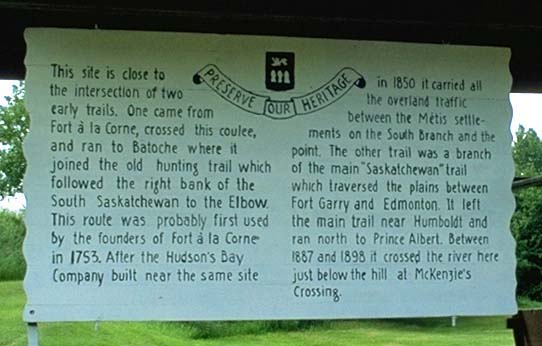 PRESERVE OUR HERITAGE
This site is close to
the intersection of two
early trails. One came from
Fort à la Corne, crossed this coulee,
and ran to Batoche where it
joined the old hunting trail which
followed the right bank of the
South Saskatchewan to the Elbow.
This route was probably first used
by the founders of Fort à la Corne
in 1753. After the Hudson's Bay
Company built near the same site
in 1850 it carried all
the overland traffic
between the Métis settle-
ments on the South Branch and the
point. The other trail was a branch
of the main "Saskatchewan" trail
which traversed the plains between
Fort Garry and Edmonton. It left
the main trail near Humboldt and
ran north to Prince Albert. Between
1887 and 1898 it crossed the river here
just below the hill at McKenzie's
Crossing.